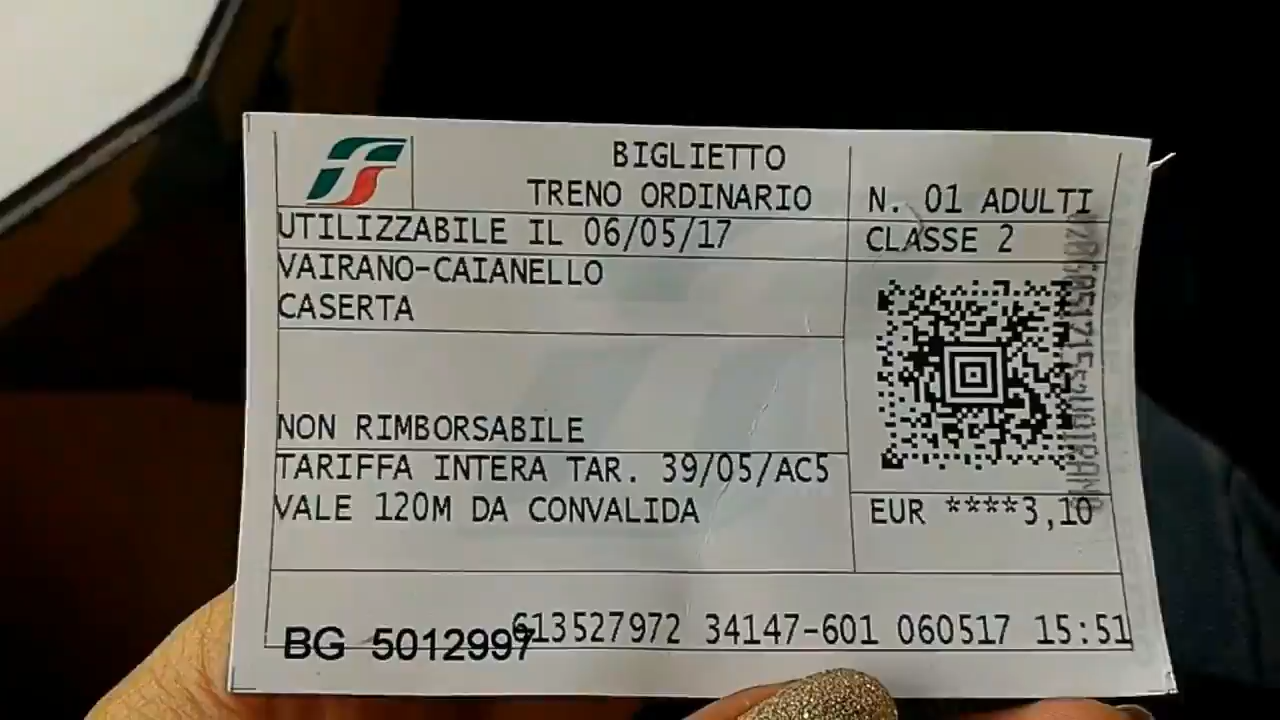 BIGLIETTO
TRENO ORDINARIO
N. 01 ADULTI
UTILIZZABILE IL 06/05/17
CLASSE 2
VAIRANO-CAIANELLO
CASERTA
NON RIMBORSABILE
TARIFFA INTERA TAR. 39/05/AC5
VALE 120M DA CONVALIDA
EUR ****3,10
613527972 34147-601 060517 15:51
BG 5012997